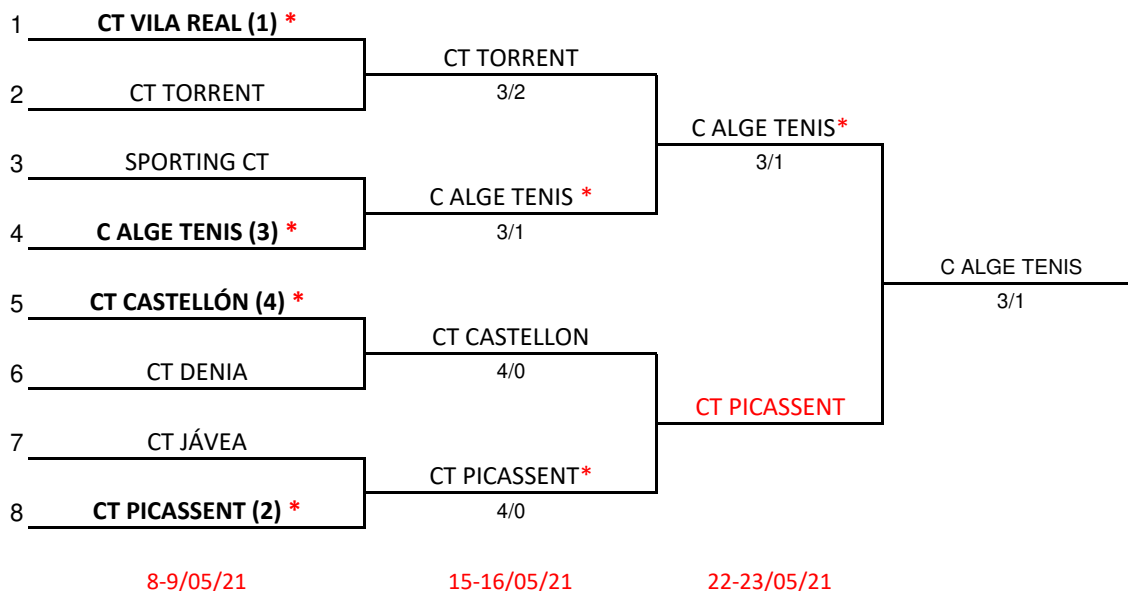 1 CT VILA REAL (1) *
CT TORRENT
3/2
2 CT TORRENT
C ALGE TENIS*
3/1
3 SPORTING CT
C ALGE TENIS *
3/1
4 C ALGE TENIS (3) *
C ALGE TENIS
3/1
5 CT CASTELLÓN (4) *
CT CASTELLON
4/0
6 CT DENIA
CT PICASSENT
7 CT JÁVEA
CT PICASSENT*
4/0
8 CT PICASSENT (2) *
8-9/05/21 15-16/05/21 22-23/05/21